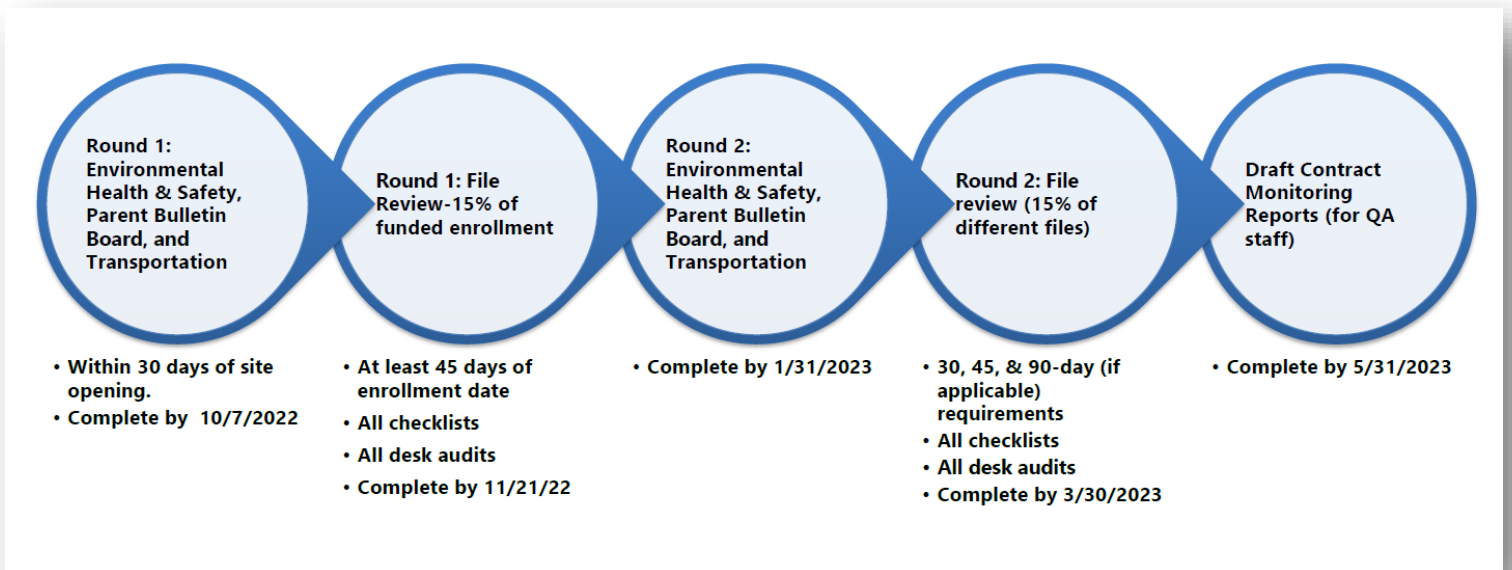 Round 1:
Environmental
Health & Safety,
Parent Bulletin
Board, and
Transportation
• Within 30 days of site
opening.
• Complete by 10/7/2022
Round 1: File
Review-15% of
funded enrollment
• At least 45 days of
enrollment date
• All checklists
• All desk audits
• Complete by 11/21/22
Round 2:
Environmental
Health & Safety,
Parent Bulletin
Board, and
Transportation
• Complete by 1/31/2023
Round 2: File
review (15% of
different files)
• 30, 45, & 90-day (if
applicable)
requirements
• All checklists
• All desk audits
• Complete by 3/30/2023
Draft Contract
Monitoring
Reports (for QA
staff)
• Complete by 5/31/2023